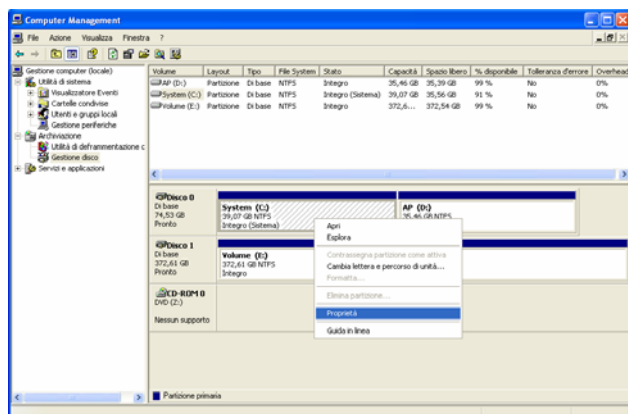 Computer Management
File Azione Visualizza Finestra ?
Gestione computer (locale)
Utilità di sistema
Visualizzatore Eventi
Cartelle condivise
Utenti e gruppi locali
Gestione periferiche
Archiviazione
Utilità di deframmentazione c
Gestione disco
Servizi e applicazioni
Volume Layout Tipo File System Stato Capacità Spazio libero % disponibile Tolleranza d'errore Overhead
AP (D:) Partizione Di base NTFS Integro 35,46 GB 35,39 GB 99 % No 0%
System (C:) Partizione Di base NTFS Integro (Sistema) 39,07 GB 35,56 GB 91 % No 0%
Volume (E:) Partizione Di base NTFS Integro 372,6... 372,54 GB 99 % No 0%
Disco 0
Di base
74,53 GB
Pronto
System (C:)
39,07 GB NTFS
Integro (Sistema)
AP (D:)
35,46 GB NTFS
Disco 1
Di base
372,61 GB
Pronto
Volume (E:)
372,61 GB NTFS
Integro
CD-ROM 0
DVD (Z:)
Nessun supporto
Apri
Esplora
Contrassegna partizione come attiva
Cambia lettera e percorso di unità...
Formatta...
Elimina partizione...
Proprietà
Guida in linea
Partizione primaria